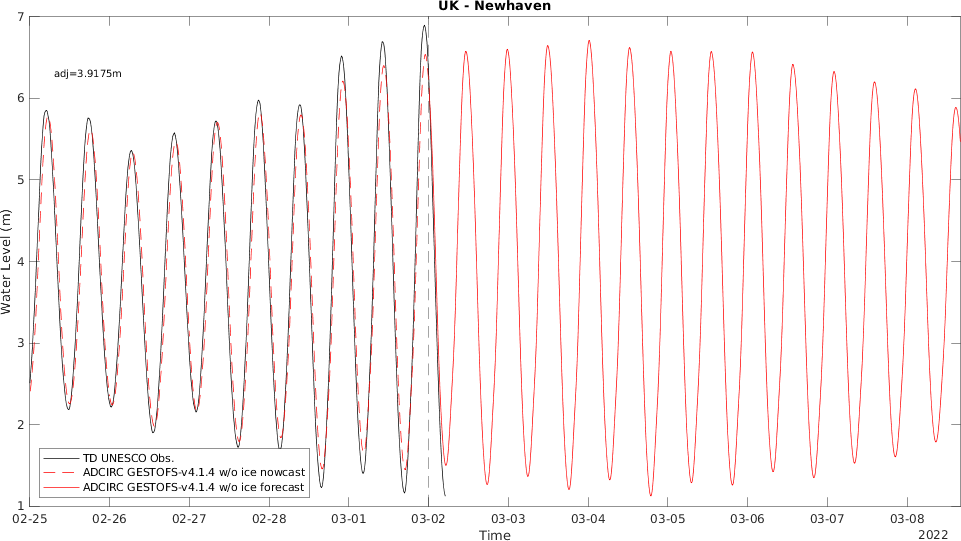 UK - Newhaven
adj=3.9175m
Water Level (m)
7
6
5
4
3
2
1
TD UNESCO Obs.
ADCIRC GESTOFS-v4.1.4 w/o ice nowcast
ADCIRC GESTOFS-v4.1.4 w/o ice forecast
02-25 02-26 02-27 02-28 03-01 03-02 03-03 03-04 03-05 03-06 03-07 03-08
Time
2022